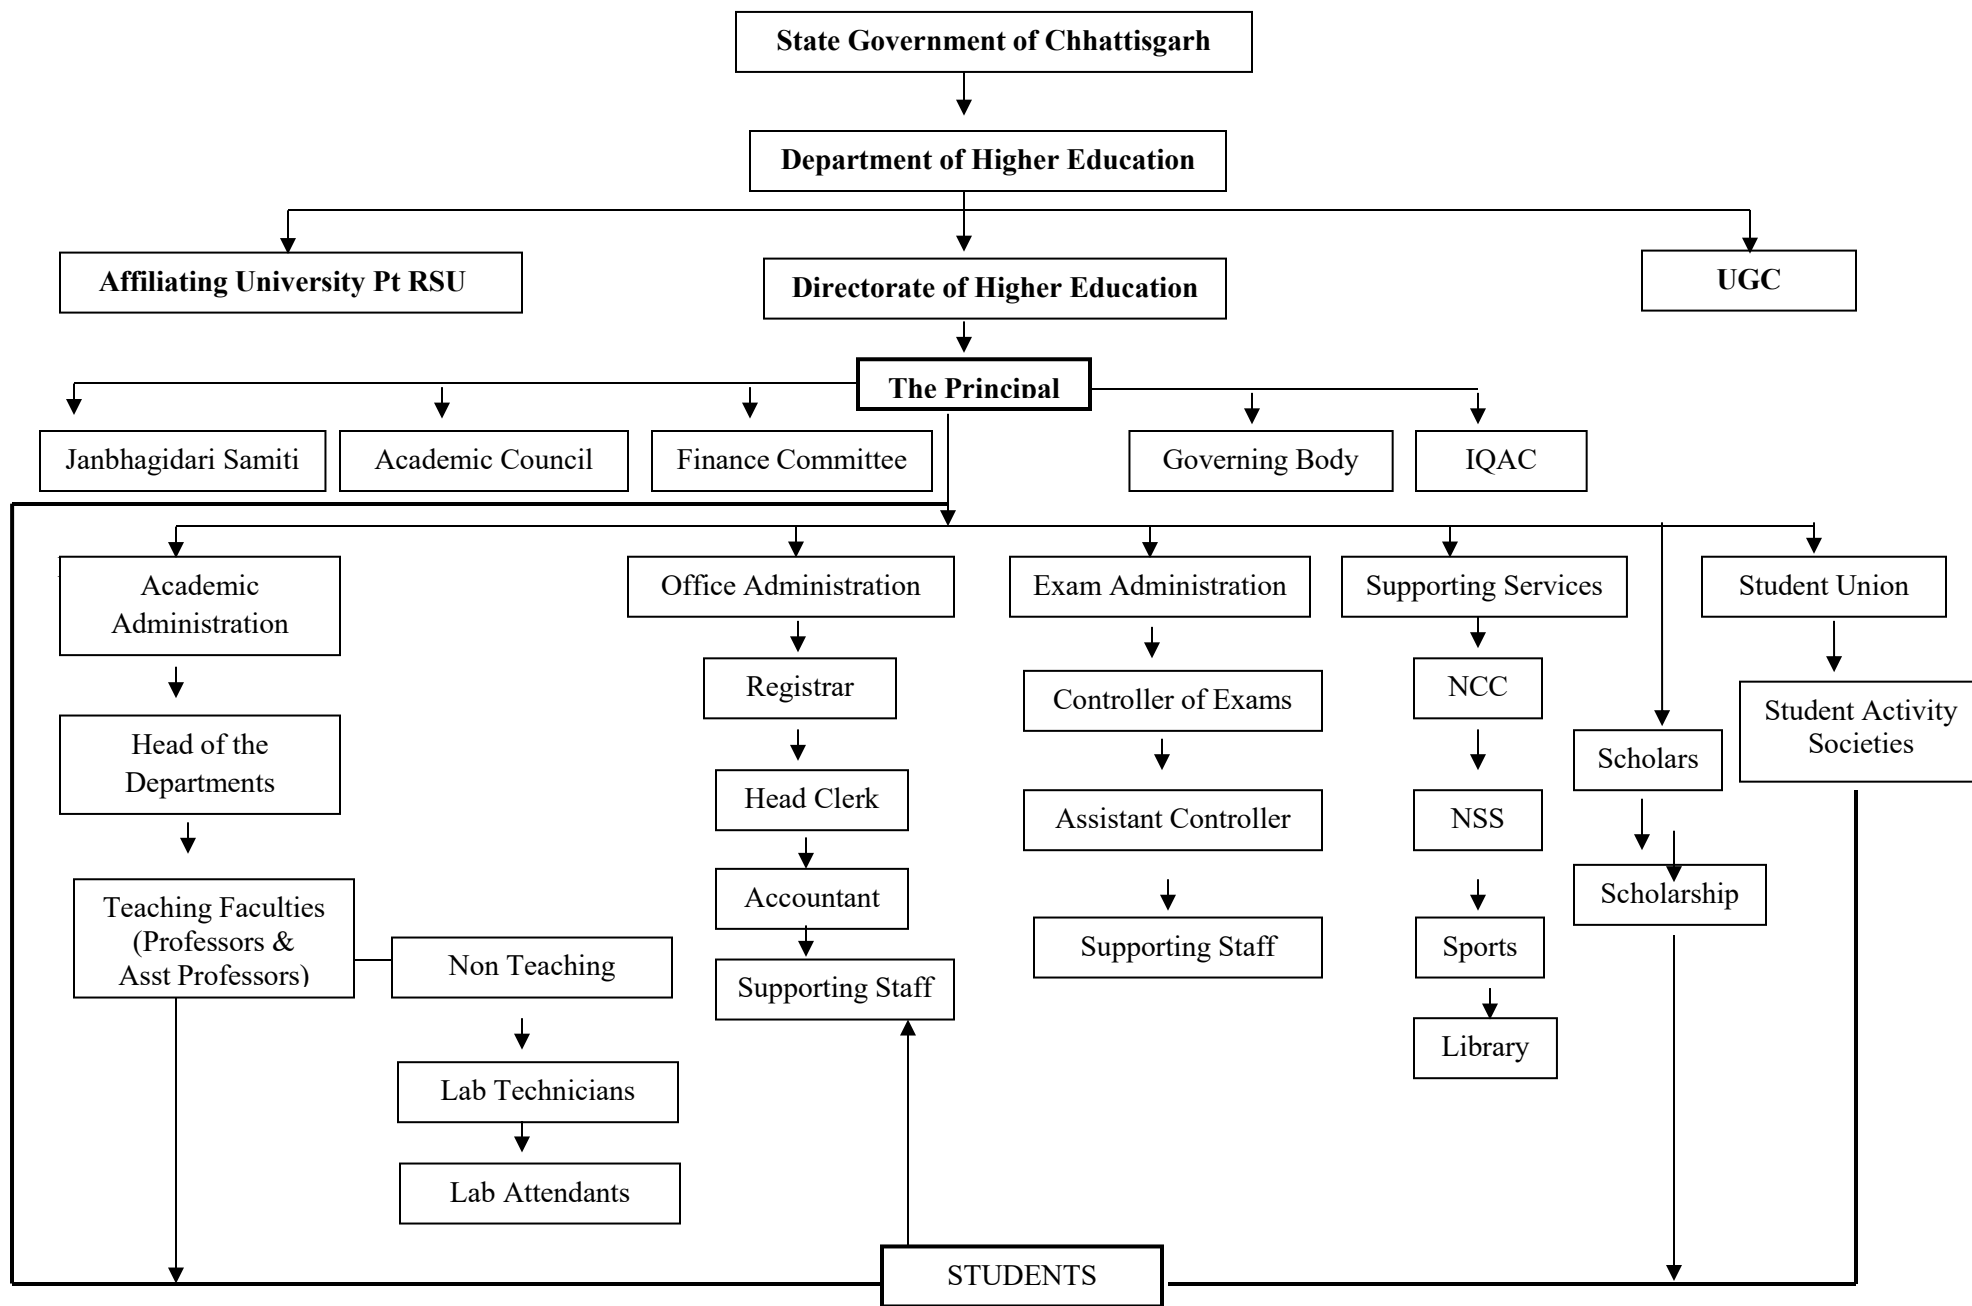 State Government of Chhattisgarh
Department of Higher Education
Affiliating University Pt RSU
Directorate of Higher Education
UGC
The Principal
Janbhagidari Samiti
Academic Council
Finance Committee
Governing Body
IQAC
Academic
Administration
Office Administration
Exam Administration
Supporting Services
Student Union
Head of the
Departments
Registrar
Controller of Exams
NCC
Scholars
Student Activity
Societies
Head Clerk
Assistant Controller
NSS
Teaching Faculties
(Professors &
Asst Professors)
Non Teaching
Accountant
Supporting Staff
Supporting Staff
Sports
Scholarship
Library
Lab Technicians
Lab Attendants
STUDENTS